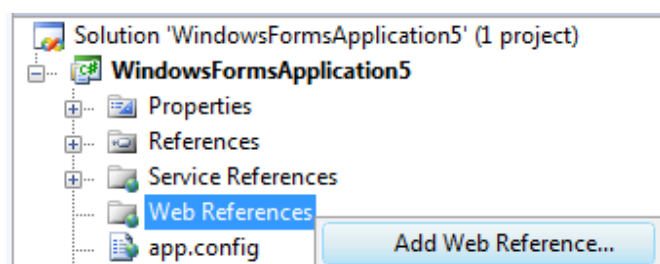 Solution 'WindowsFormsApplication5' (1 project)
WindowsFormsApplication5
Properties
References
Service References
Web References
app.config
Add Web Reference...